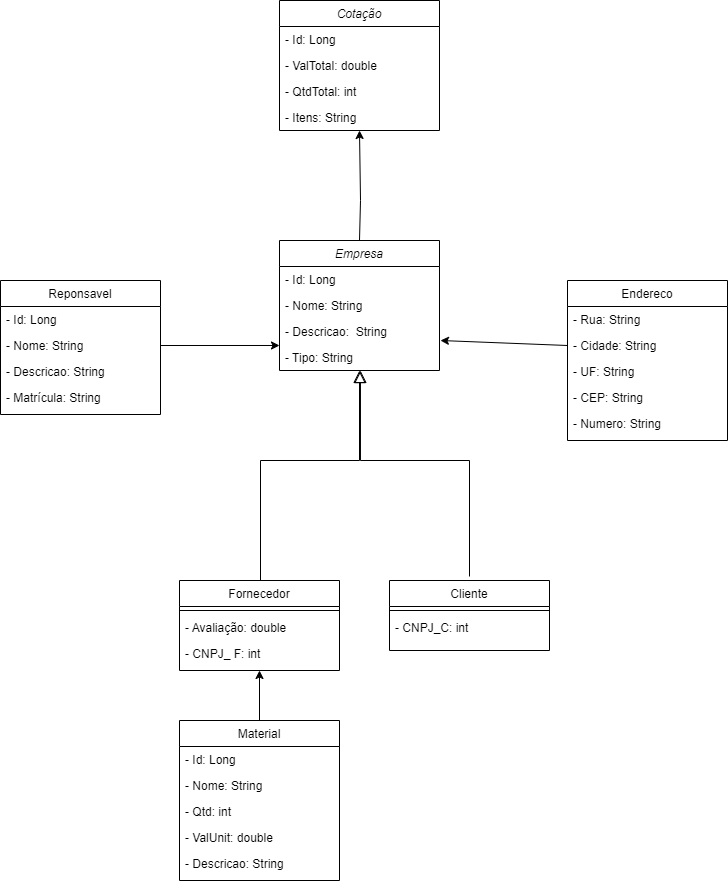 Cotação
- Id: Long
- ValTotal: double
- QtdTotal: int
- Itens: String
Empresa
- Id: Long
- Nome: String
- Descricao:  String
- Tipo: String
Reponsavel
- Id: Long
- Nome: String
- Descricao: String
- Matrícula: String
Endereco
- Rua: String
- Cidade: String
- UF: String
- CEP: String
- Numero: String
Fornecedor
- Avaliação: double
- CNPJ_ F: int
Cliente
- CNPJ_C: int
Material
- Id: Long
- Nome: String
- Qtd: int
- ValUnit: double
- Descricao: String